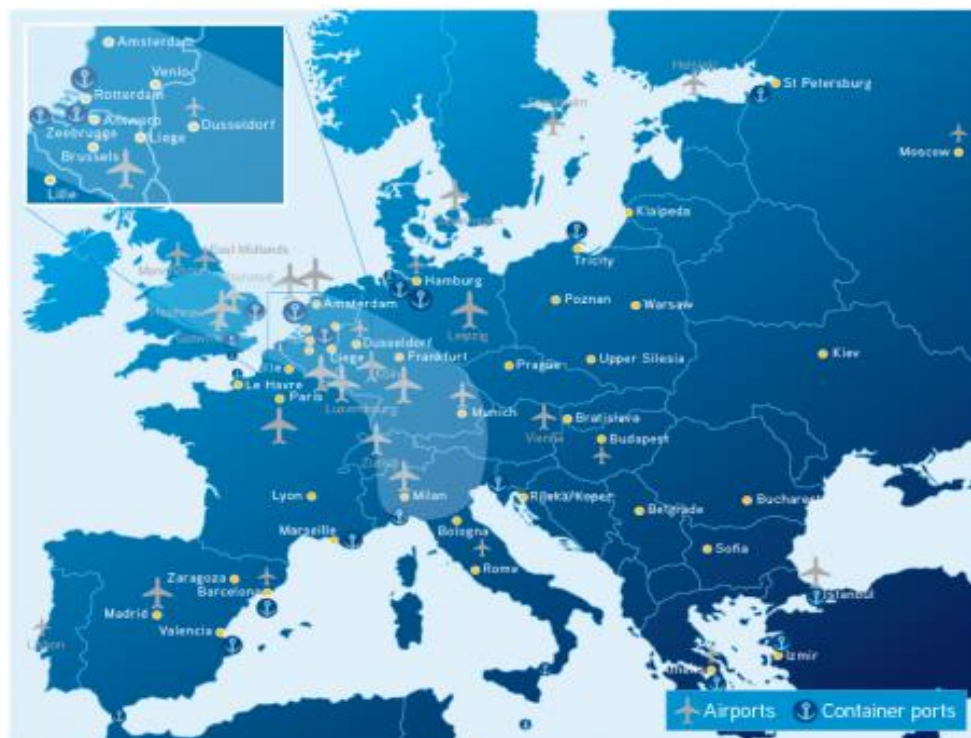 Amsterdam
Venlo
Rotterdam
Antwerp
Dusseldorf
Zeebrugge
Liege
Brussels
Lille
Helsinki
St Petersburg
Moscow
Klaipeda
Tricity
East Midlands
Hamburg
Amsterdam
Poznan
Warsaw
Leipzig
Dusseldorf
Liege
Frankfurt
Prague
Upper Silesia
Kiev
Le Havre
Paris
Luxembourg
Munich
Vienna
Bratislava
Budapest
Lyon
Milan
Rijeka/Koper
Bucharest
Belgrade
Marseille
Bologna
Sofia
Roma
Zaragoza
Barcelona
Madrid
Valencia
Istanbul
Izmir
Airports
Container ports